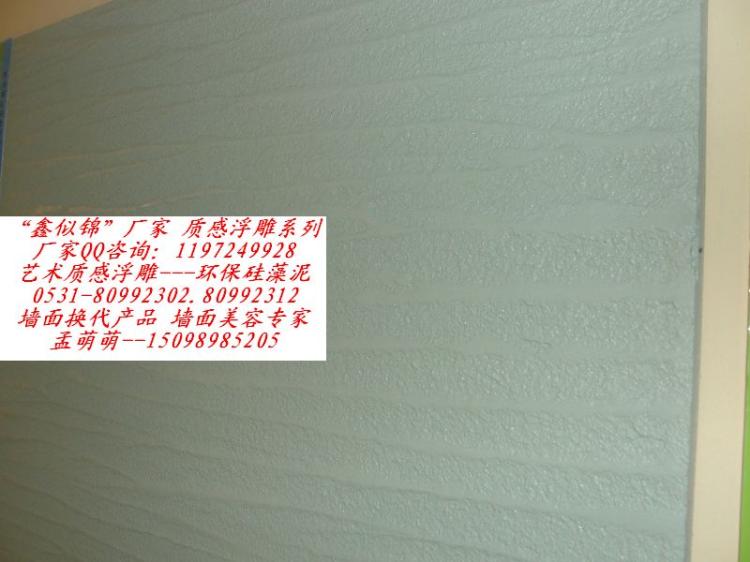 “鑫似锦”厂家 质感浮雕系列
厂家QQ咨询: 1197249928
艺术质感浮雕---环保硅藻泥
0531-80992302.80992312
墙面换代产品 墙面美容专家
孟萌萌--15098985205